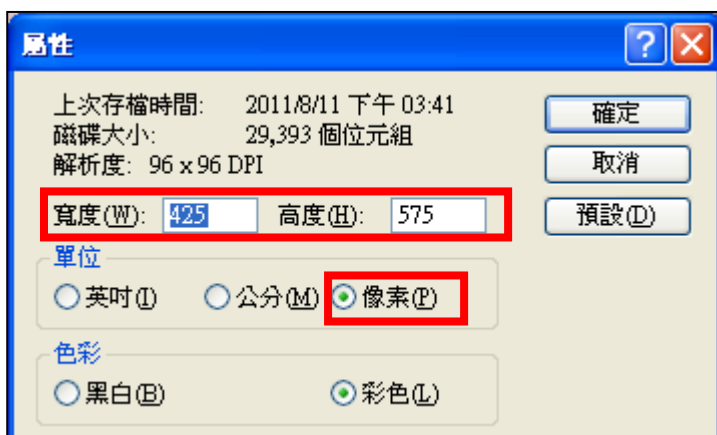 屬性
上次存檔時間: 2011/8/11 下午 03:41
磁碟大小: 29,393 個位元組
解析度: 96 x 96 DPI
確定
取消
預設(D)
寬度(W): 425 高度(H): 575
單位
英吋(I) 公分(M) 像素(P)
色彩
黑白(B) 彩色(L)